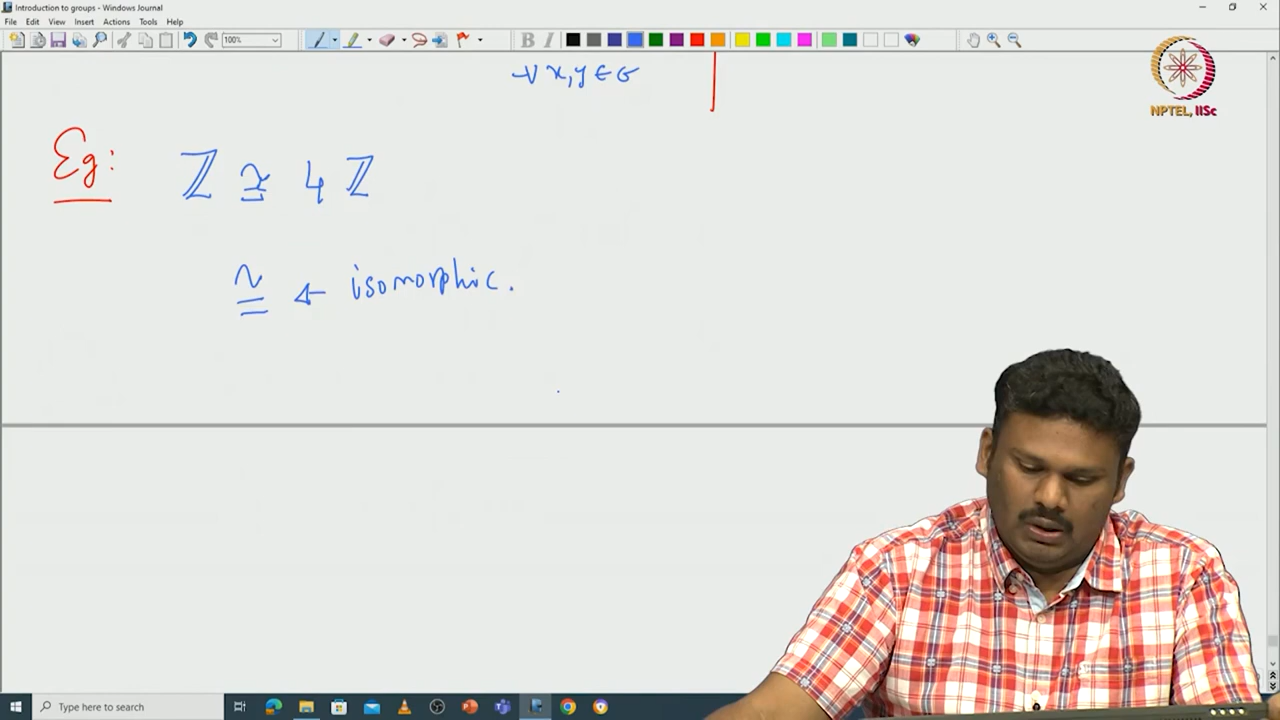 Introduction to groups - Windows Journal
File Edit View Insert Actions Tools Help
100% B I
∀ x, y ∈ G
NPTEL, IISc
Eg: ℤ ≅ 4ℤ
≅ ← isomorphic.
Type here to search